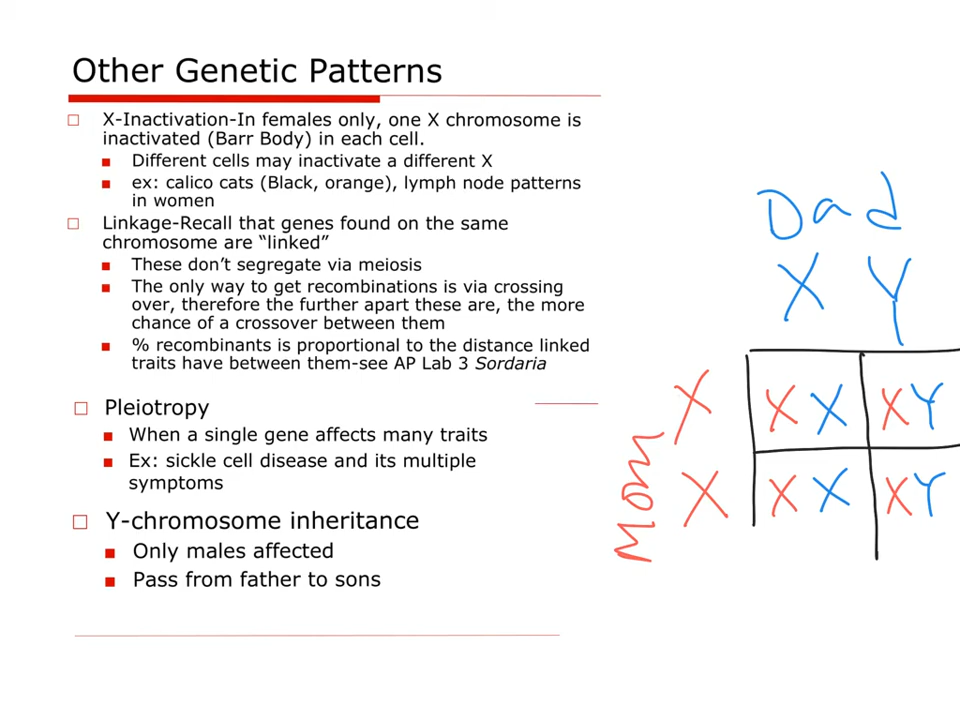 Other Genetic Patterns
X-Inactivation-In females only, one X chromosome is
inactivated (Barr Body) in each cell.
Different cells may inactivate a different X
ex: calico cats (Black, orange), lymph node patterns
in women
Linkage-Recall that genes found on the same
chromosome are “linked”
These don’t segregate via meiosis
The only way to get recombinations is via crossing
over, therefore the further apart these are, the more
chance of a crossover between them
% recombinants is proportional to the distance linked
traits have between them-see AP Lab 3 Sordaria
Pleiotropy
When a single gene affects many traits
Ex: sickle cell disease and its multiple
symptoms
Y-chromosome inheritance
Only males affected
Pass from father to sons
Dad
X Y
Mom
X XX XY
X XX XY